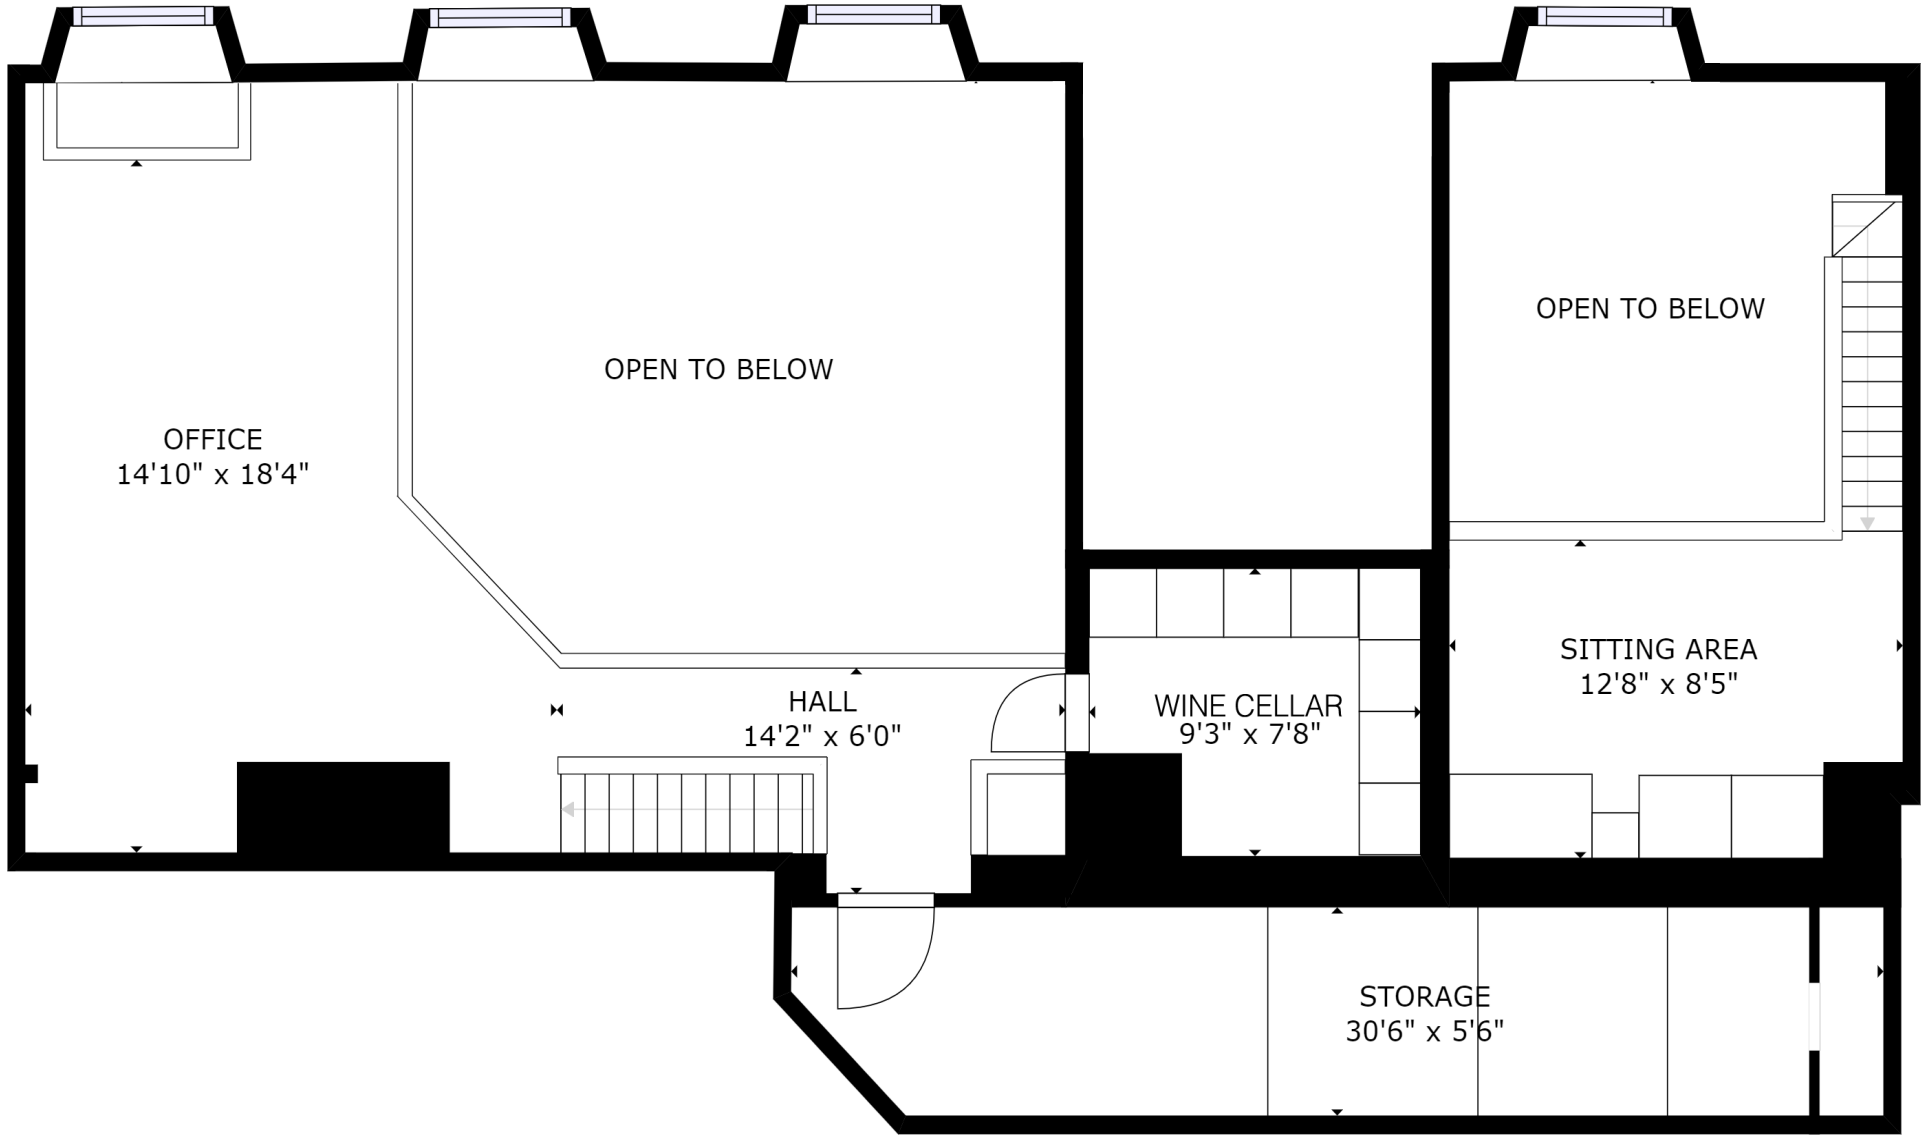 OPEN TO BELOW
OPEN TO BELOW
OFFICE
14'10" x 18'4"
SITTING AREA
12'8" x 8'5"
HALL
14'2" x 6'0"
WINE CELLAR
9'3" x 7'8"
STORAGE
30'6" x 5'6"